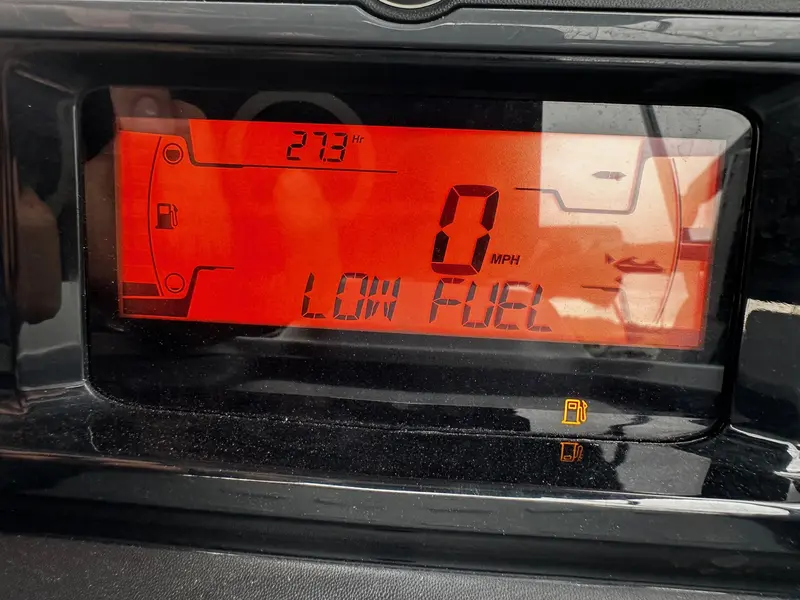 27.3 Hr
0 MPH
LOW FUEL